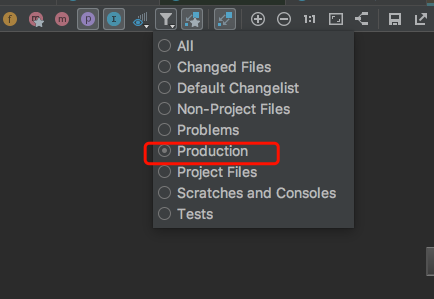 f m m p I 1:1
All
Changed Files
Default Changelist
Non-Project Files
Problems
Production
Project Files
Scratches and Consoles
Tests